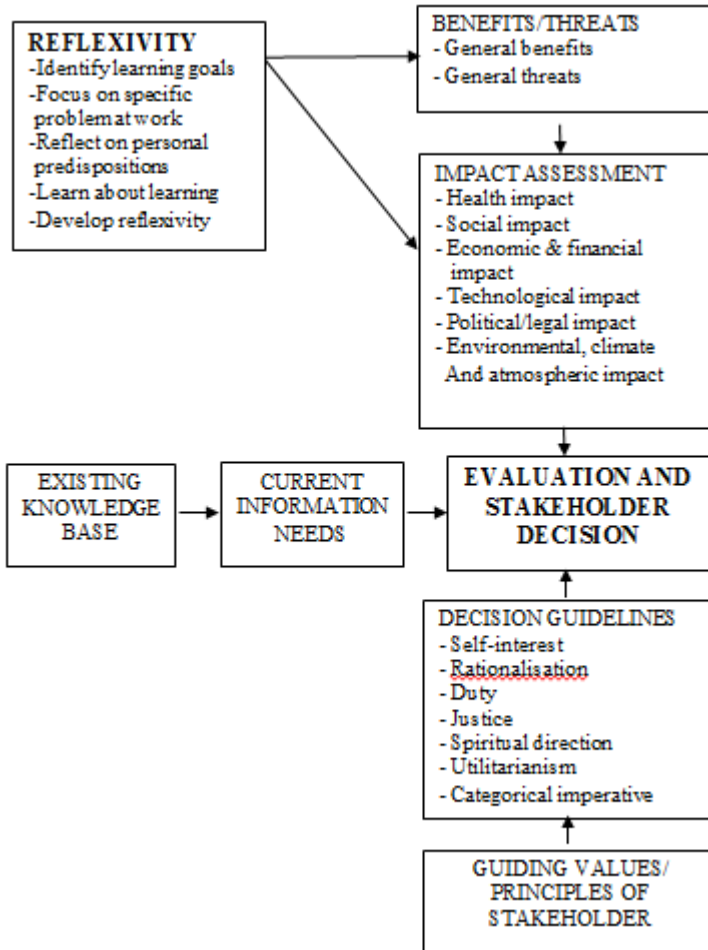 REFLEXIVITY
-Identify learning goals
-Focus on specific
problem at work
-Reflect on personal
predispositions
-Learn about learning
-Develop reflexivity
BENEFITS/THREATS
- General benefits
- General threats
IMPACT ASSESSMENT
- Health impact
- Social impact
- Economic & financial
impact
- Technological impact
- Political/legal impact
- Environmental, climate
And atmospheric impact
EXISTING
KNOWLEDGE
BASE
CURRENT
INFORMATION
NEEDS
EVALUATION AND
STAKEHOLDER
DECISION
DECISION GUIDELINES
- Self-interest
- Rationalisation
- Duty
- Justice
- Spiritual direction
- Utilitarianism
- Categorical imperative
GUIDING VALUES/
PRINCIPLES OF
STAKEHOLDER